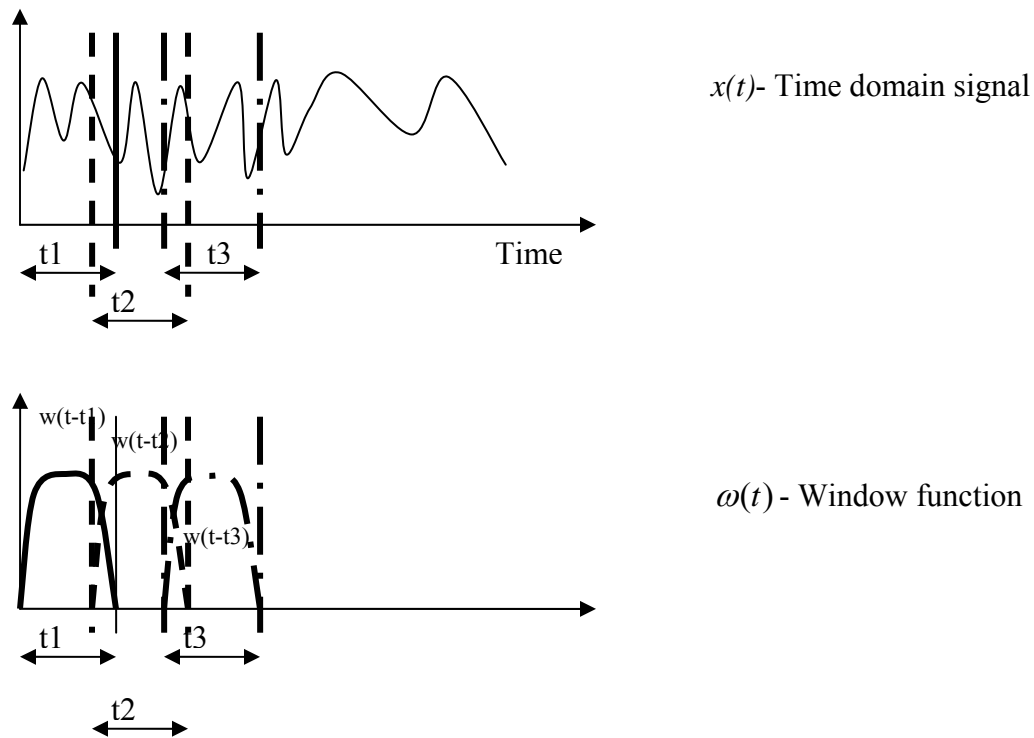 x(t)- Time domain signal
t1
t3
Time
t2
w(t-t1)
w(t-t2)
ω(t) - Window function
w(t-t3)
t1
t3
t2